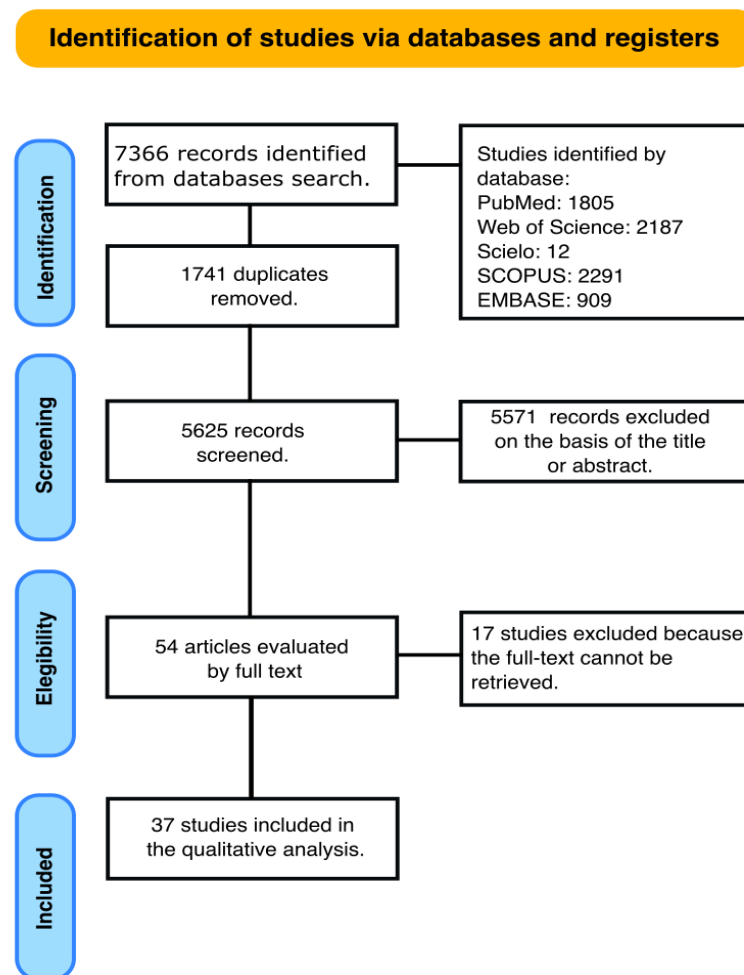 Identification of studies via databases and registers
Identification
7366 records identified
from databases search.
Studies identified by
database:
PubMed: 1805
Web of Science: 2187
Scielo: 12
SCOPUS: 2291
EMBASE: 909
1741 duplicates
removed.
Screening
5625 records
screened.
5571 records excluded
on the basis of the title
or abstract.
Elegibility
54 articles evaluated
by full text
17 studies excluded because
the full-text cannot be
retrieved.
Included
37 studies included in
the qualitative analysis.